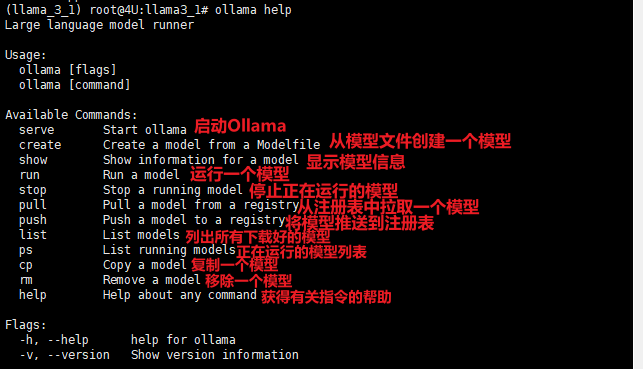 (llama_3_1) root@4U:llama3_1# ollama help
Large language model runner
Usage:
ollama [flags]
ollama [command]
Available Commands:
serve Start ollama 启动Ollama
create Create a model from a Modelfile 从模型文件创建一个模型
show Show information for a model 显示模型信息
run Run a model 运行一个模型
stop Stop a running model 停止正在运行的模型
pull Pull a model from a registry 从注册表中拉取一个模型
push Push a model to a registry 将模型推送到注册表
list List models 列出所有下载好的模型
ps List running models 正在运行的模型列表
cp Copy a model 复制一个模型
rm Remove a model 移除一个模型
help Help about any command 获得有关指令的帮助
Flags:
-h, --help help for ollama
-v, --version Show version information